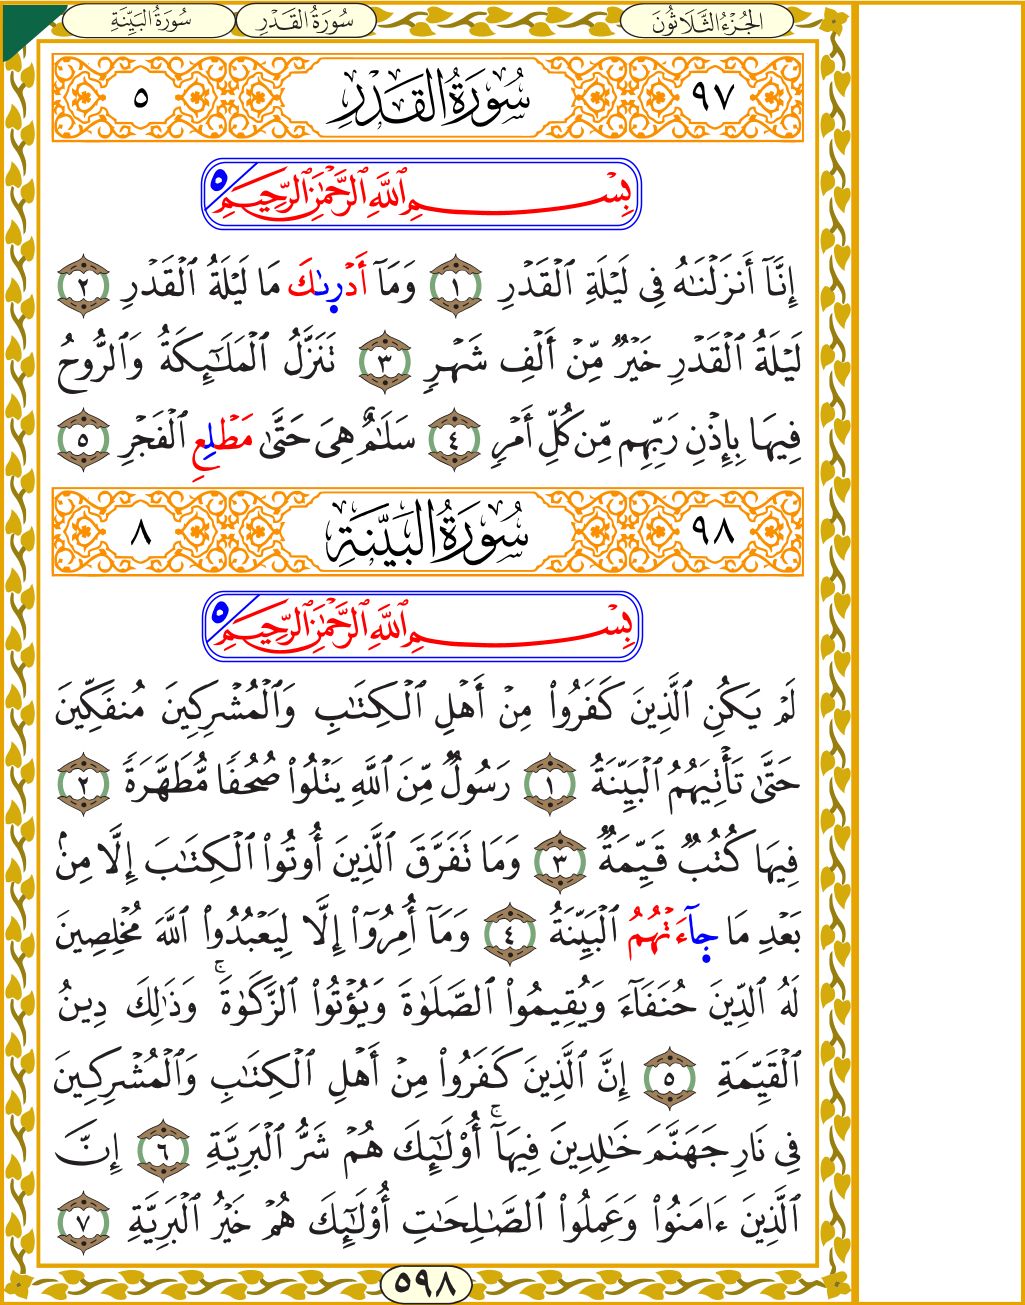 الجُزْءُ الثَّلَاثُونَ
سُورَةُ القَدْرِ
سُورَةُ البَيِّنَةِ
٩٧ سُورَةُ القَدْرِ ٥
بِسْمِ ٱللَّهِ ٱلرَّحْمَٰنِ ٱلرَّحِيمِ ٥
إِنَّآ أَنزَلْنَٰهُ فِى لَيْلَةِ ٱلْقَدْرِ ١ وَمَآ أَدْرِىٰكَ مَا لَيْلَةُ ٱلْقَدْرِ ٢
لَيْلَةُ ٱلْقَدْرِ خَيْرٌ مِّنْ أَلْفِ شَهْرٍ ٣ تَنَزَّلُ ٱلْمَلَٰٓئِكَةُ وَٱلرُّوحُ
فِيهَا بِإِذْنِ رَبِّهِم مِّن كُلِّ أَمْرٍ ٤ سَلَٰمٌ هِىَ حَتَّىٰ مَطْلِعِ ٱلْفَجْرِ ٥
٩٨ سُورَةُ البَيِّنَةِ ٨
بِسْمِ ٱللَّهِ ٱلرَّحْمَٰنِ ٱلرَّحِيمِ ٥
لَمْ يَكُنِ ٱلَّذِينَ كَفَرُوا۟ مِنْ أَهْلِ ٱلْكِتَٰبِ وَٱلْمُشْرِكِينَ مُنفَكِّينَ
حَتَّىٰ تَأْتِيَهُمُ ٱلْبَيِّنَةُ ١ رَسُولٌ مِّنَ ٱللَّهِ يَتْلُوا۟ صُحُفًا مُّطَهَّرَةً ٢
فِيهَا كُتُبٌ قَيِّمَةٌ ٣ وَمَا تَفَرَّقَ ٱلَّذِينَ أُوتُوا۟ ٱلْكِتَٰبَ إِلَّا مِنۢ
بَعْدِ مَا جَآءَتْهُمُ ٱلْبَيِّنَةُ ٤ وَمَآ أُمِرُوٓا۟ إِلَّا لِيَعْبُدُوا۟ ٱللَّهَ مُخْلِصِينَ
لَهُ ٱلدِّينَ حُنَفَآءَ وَيُقِيمُوا۟ ٱلصَّلَوٰةَ وَيُؤْتُوا۟ ٱلزَّكَوٰةَۚ وَذَٰلِكَ دِينُ
ٱلْقَيِّمَةِ ٥ إِنَّ ٱلَّذِينَ كَفَرُوا۟ مِنْ أَهْلِ ٱلْكِتَٰبِ وَٱلْمُشْرِكِينَ
فِى نَارِ جَهَنَّمَ خَٰلِدِينَ فِيهَآۚ أُو۟لَٰٓئِكَ هُمْ شَرُّ ٱلْبَرِيَّةِ ٦ إِنَّ
ٱلَّذِينَ ءَامَنُوا۟ وَعَمِلُوا۟ ٱلصَّٰلِحَٰتِ أُو۟لَٰٓئِكَ هُمْ خَيْرُ ٱلْبَرِيَّةِ ٧
٥٩٨